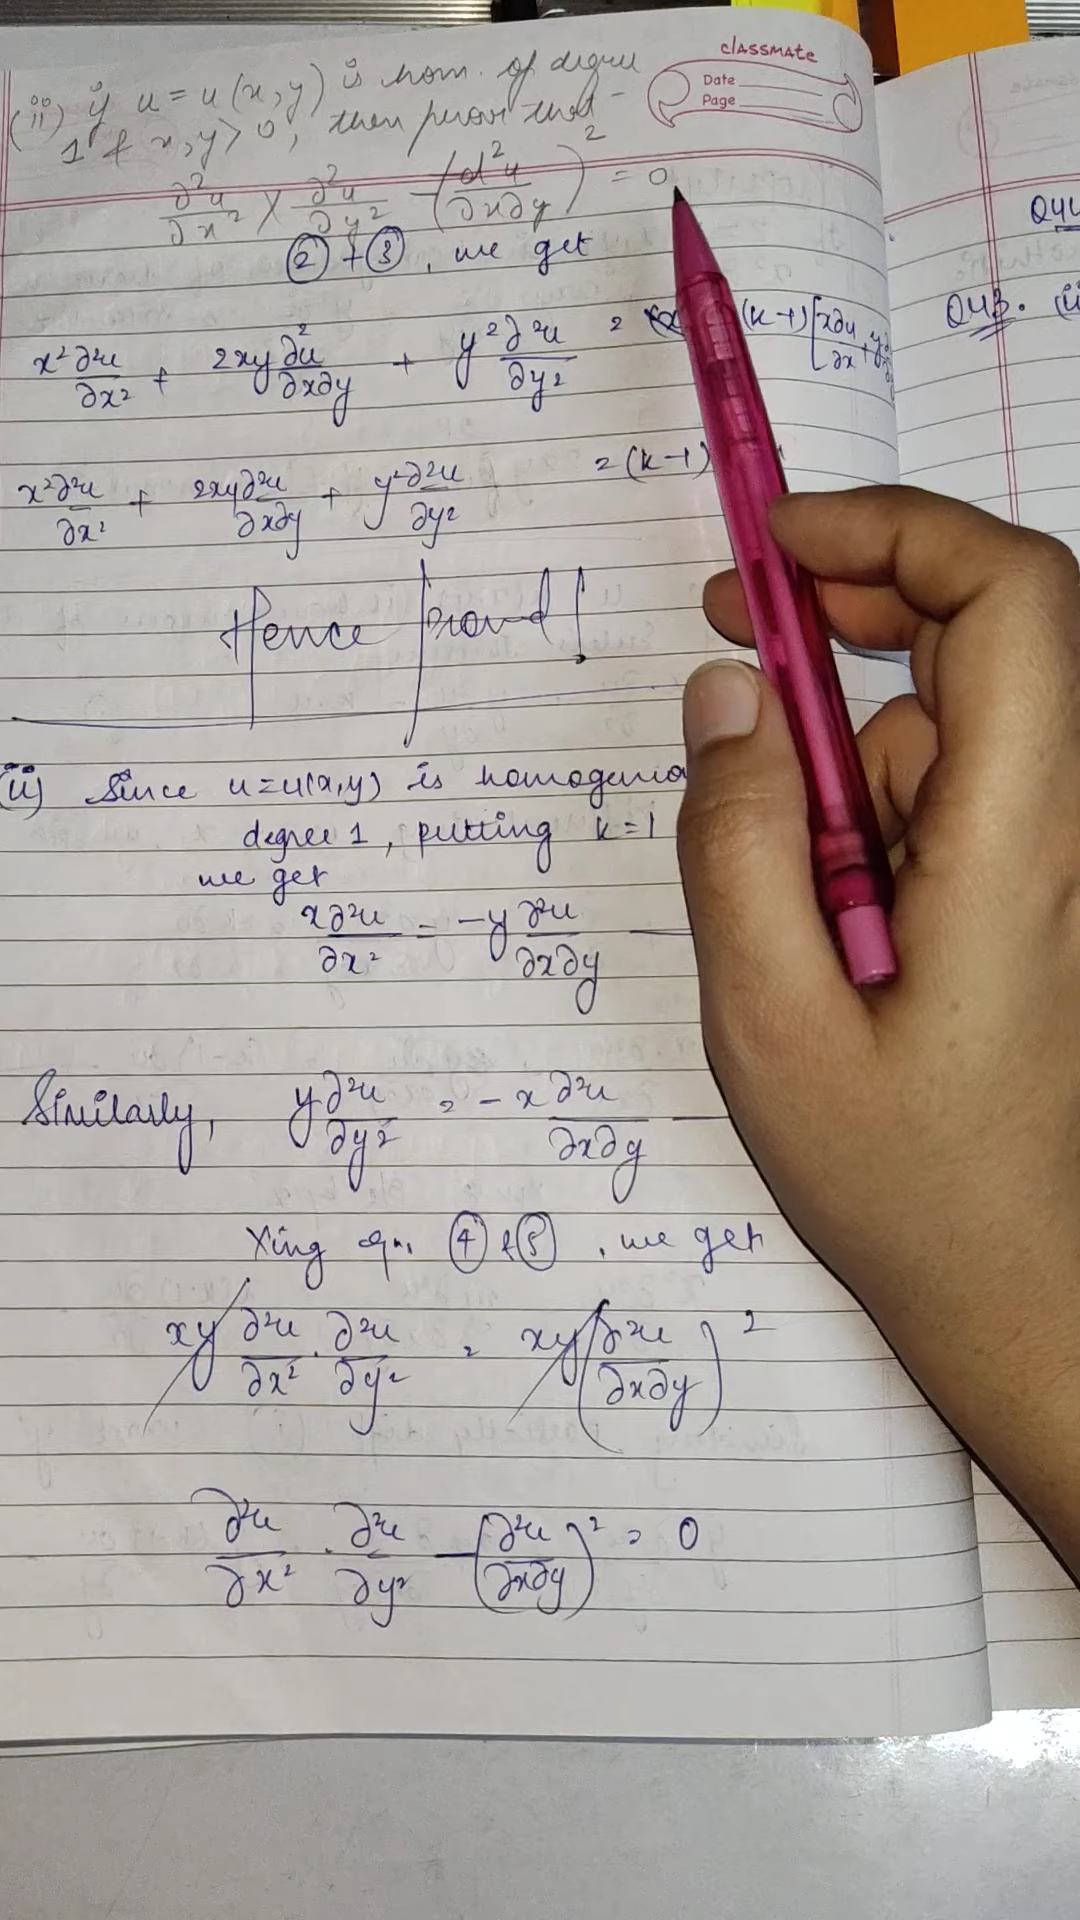 classmate
Date
Page
(ii) if u = u(x,y) is hom. of degree
1 & x,y>0, then prove that
∂²u/∂x² × ∂²u/∂y² - (∂²u/∂x∂y)² = 0
② + ③, we get
x²∂²u/∂x² + 2xy∂²u/∂x∂y + y²∂²u/∂y² = (k-1)[x∂u/∂x + y
x²∂²u/∂x² + 2xy∂²u/∂x∂y + y²∂²u/∂y² = (k-1)
Hence Proved!
(ii) Since u=u(x,y) is
degree 1, putting k=1
we get
x∂²u/∂x² = -y∂²u/∂x∂y —
Similarly, y∂²u/∂y² = -x∂²u/∂x∂y —
Xing eqn. ④ & ⑤, we get
xy ∂²u/∂x² . ∂²u/∂y² = xy(∂²u/∂x∂y)²
∂²u/∂x² . ∂²u/∂y² - (∂²u/∂x∂y)² = 0
Q44
Q43. (ii